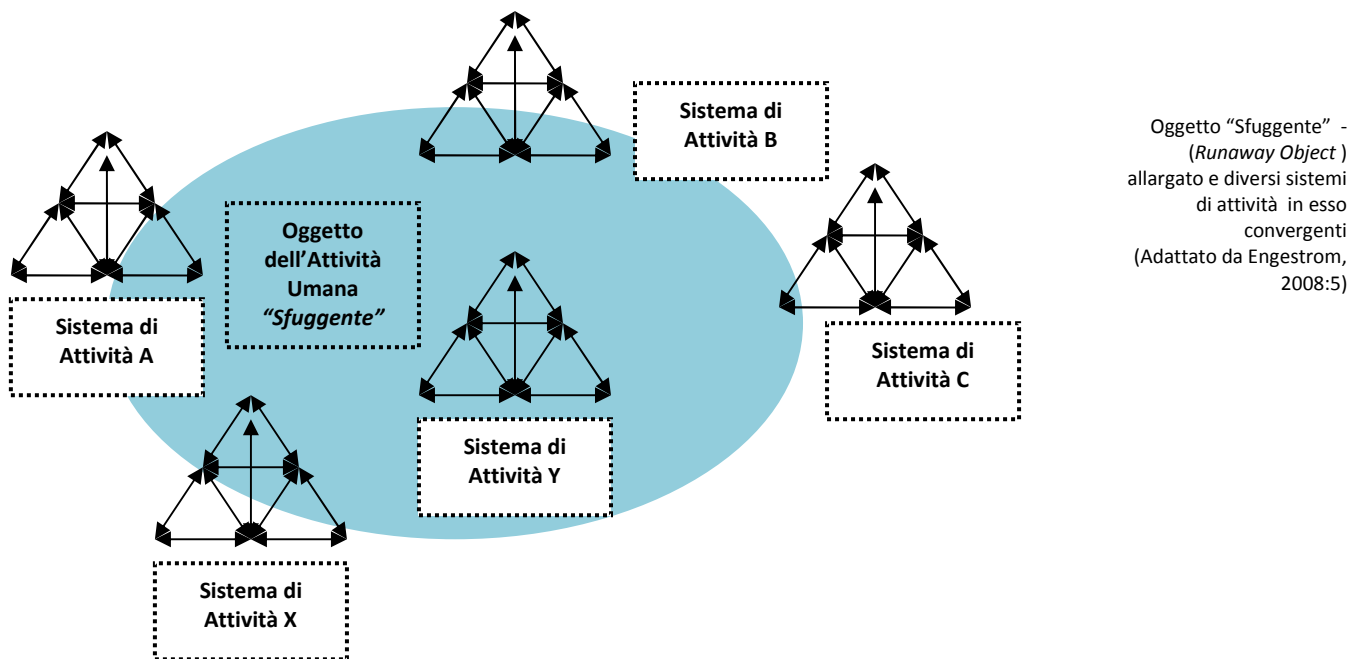 Sistema di
Attività B
Oggetto “Sfuggente” -
(Runaway Object )
allargato e diversi sistemi
di attività in esso
convergenti
(Adattato da Engestrom,
2008:5)
Oggetto
dell’Attività
Umana
“Sfuggente”
Sistema di
Attività A
Sistema di
Attività C
Sistema di
Attività Y
Sistema di
Attività X